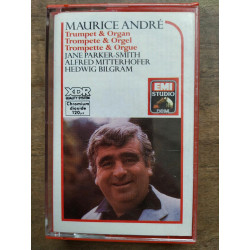 MAURICE ANDRÉ
Trumpet & Organ
Trompete & Orgel
Trompette & Orgue
JANE PARKER-SMITH
ALFRED MITTERHOFER
HEDWIG BILGRAM
EMI
STUDIO
XDR
Chromium
dioxide